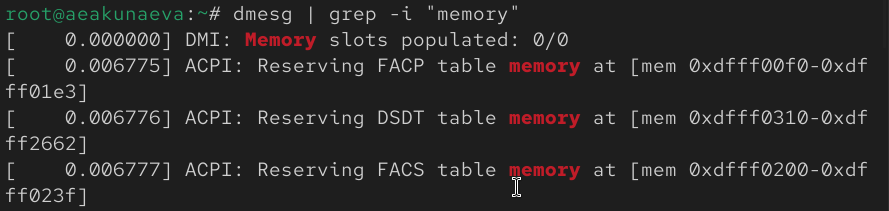 root@aeakunaeva:~# dmesg | grep -i "memory"
[    0.000000] DMI: Memory slots populated: 0/0
[    0.006775] ACPI: Reserving FACP table memory at [mem 0xdfff00f0-0xdf
ff01e3]
[    0.006776] ACPI: Reserving DSDT table memory at [mem 0xdfff0310-0xdf
ff2662]
[    0.006777] ACPI: Reserving FACS table memory at [mem 0xdfff0200-0xdf
ff023f]